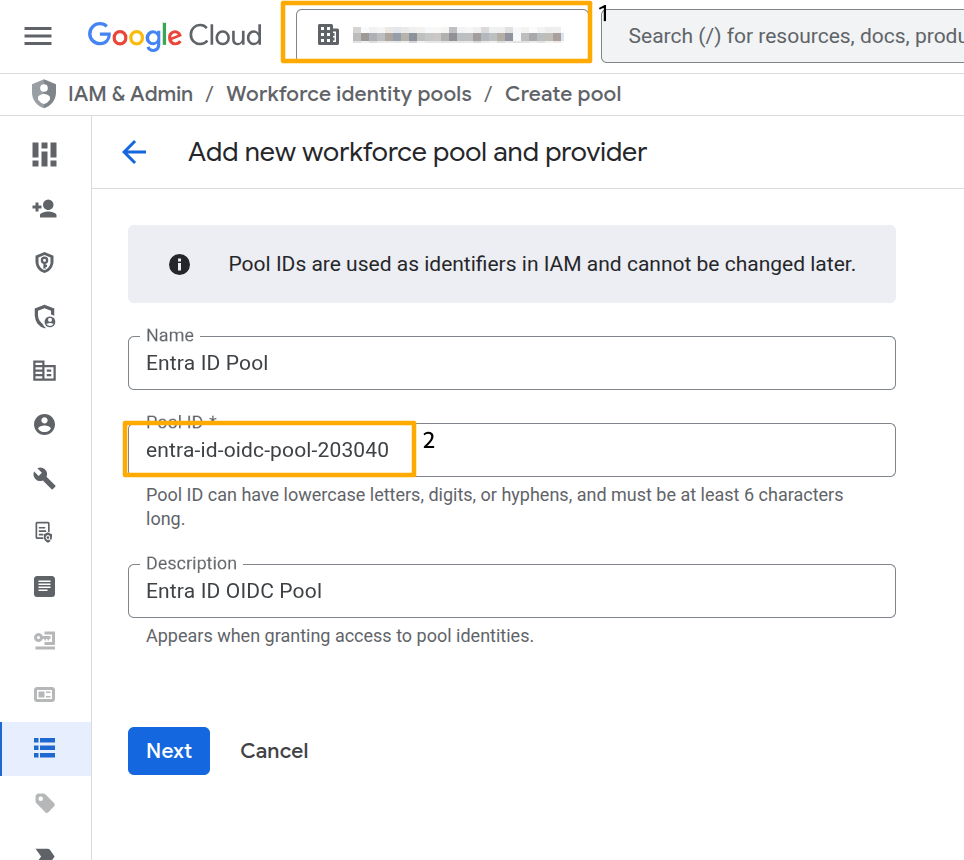 Google Cloud
1
Search (/) for resources, docs, produ
IAM & Admin / Workforce identity pools / Create pool
Add new workforce pool and provider
Pool IDs are used as identifiers in IAM and cannot be changed later.
Name
Entra ID Pool
Pool ID *
entra-id-oidc-pool-203040
2
Pool ID can have lowercase letters, digits, or hyphens, and must be at least 6 characters
long.
Description
Entra ID OIDC Pool
Appears when granting access to pool identities.
Next
Cancel